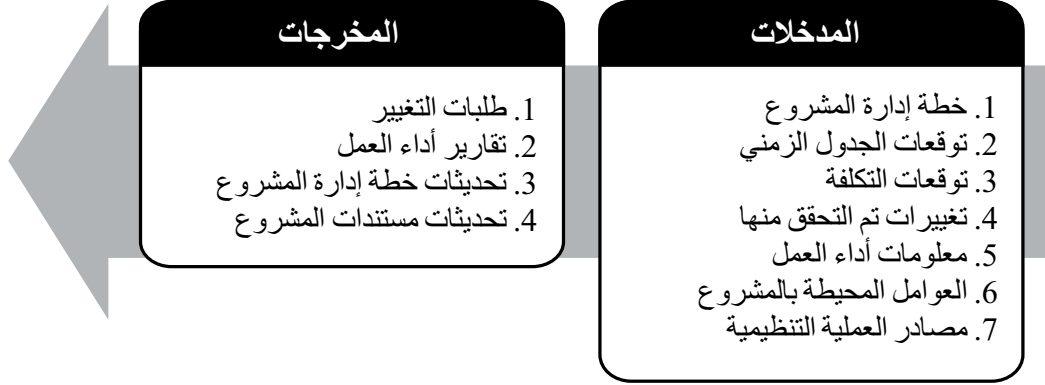 المدخلات
1. خطة إدارة المشروع
2. توقعات الجدول الزمني
3. توقعات التكلفة
4. تغييرات تم التحقق منها
5. معلومات أداء العمل
6. العوامل المحيطة بالمشروع
7. مصادر العملية التنظيمية
المخرجات
1. طلبات التغيير
2. تقارير أداء العمل
3. تحديثات خطة إدارة المشروع
4. تحديثات مستندات المشروع